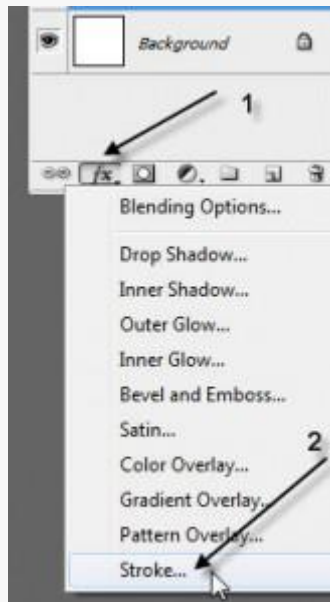 Background
1
fx.
Blending Options...
Drop Shadow...
Inner Shadow...
Outer Glow...
Inner Glow...
Bevel and Emboss...
Satin...
Color Overlay...
2
Gradient Overlay...
Pattern Overlay...
Stroke...